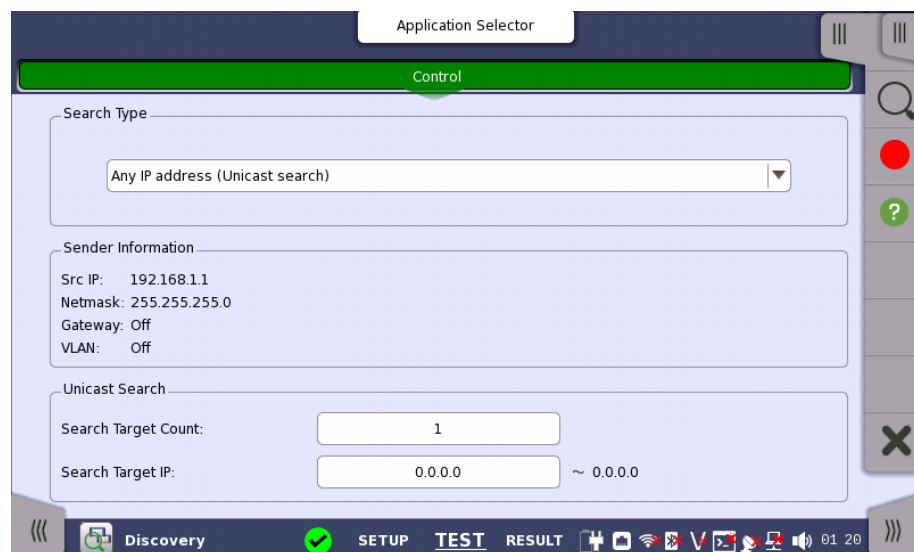 Application Selector
Control
Search Type
Any IP address (Unicast search)
Sender Information
Src IP: 192.168.1.1
Netmask: 255.255.255.0
Gateway: Off
VLAN: Off
Unicast Search
Search Target Count: 1
Search Target IP: 0.0.0.0 ~ 0.0.0.0
Discovery SETUP TEST RESULT 01 20